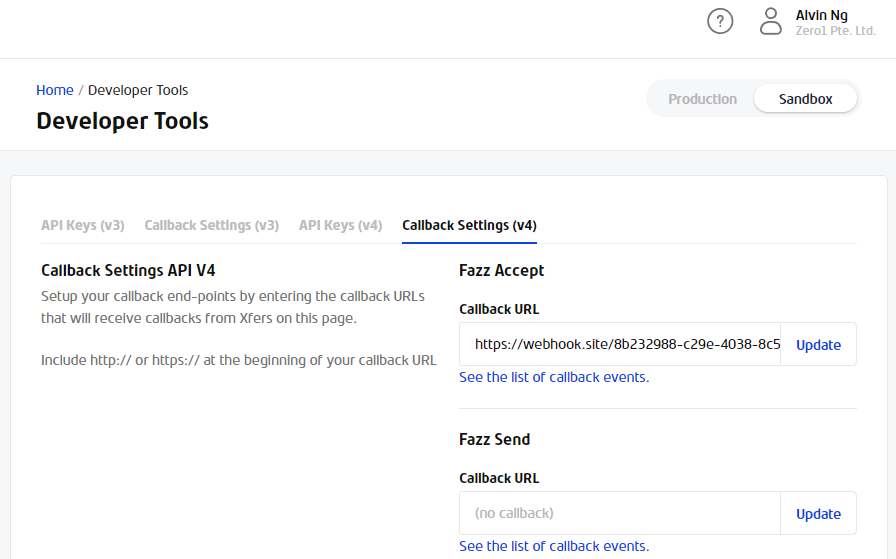 ?
Alvin Ng
Zero1 Pte. Ltd.
Home / Developer Tools
Developer Tools
Production
Sandbox
API Keys (v3)
Callback Settings (v3)
API Keys (v4)
Callback Settings (v4)
Callback Settings API V4
Setup your callback end-points by entering the callback URLs
that will receive callbacks from Xfers on this page.
Include http:// or https:// at the beginning of your callback URL
Fazz Accept
Callback URL
https://webhook.site/8b232988-c29e-4038-8c5
Update
See the list of callback events.
Fazz Send
Callback URL
(no callback)
Update
See the list of callback events.